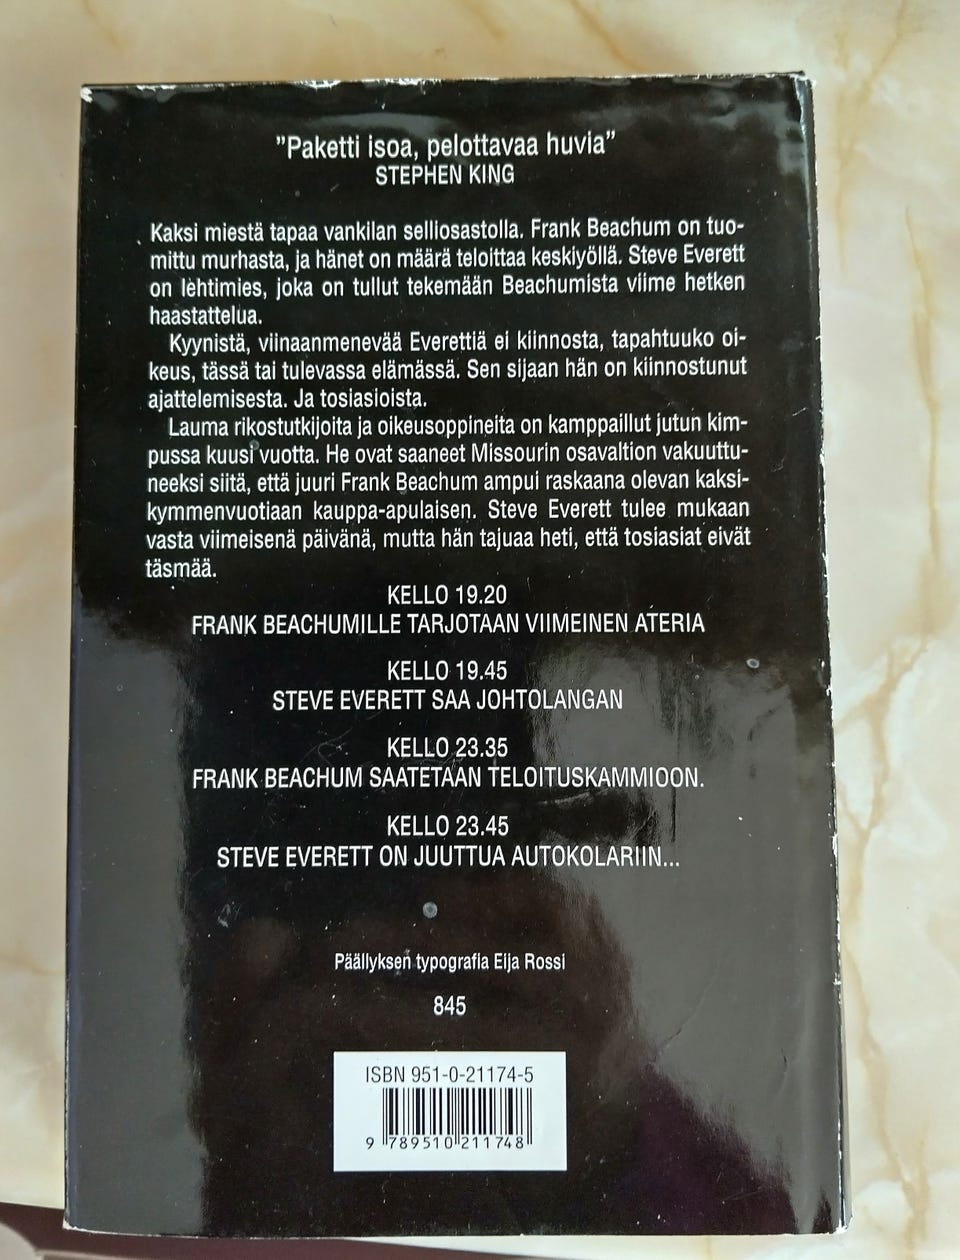 "Paketti isoa, pelottavaa huvia"
STEPHEN KING
Kaksi miestä tapaa vankilan selliosastolla. Frank Beachum on tuo-
mittu murhasta, ja hänet on määrä teloittaa keskiyöllä. Steve Everett
on lehtimies, joka on tullut tekemään Beachumista viime hetken
haastattelua.
Kyynistä, viinaanmenevää Everettiä ei kiinnosta, tapahtuuko oi-
keus, tässä tai tulevassa elämässä. Sen sijaan hän on kiinnostunut
ajattelemisesta. Ja tosiasioista.
Lauma rikostutkijoita ja oikeusoppineita on kamppaillut jutun kim-
pussa kuusi vuotta. He ovat saaneet Missourin osavaltion vakuuttu-
neeksi siitä, että juuri Frank Beachum ampui raskaana olevan kaksi-
kymmenvuotiaan kauppa-apulaisen. Steve Everett tulee mukaan
vasta viimeisenä päivänä, mutta hän tajuaa heti, että tosiasiat eivät
täsmää.
KELLO 19.20
FRANK BEACHUMILLE TARJOTAAN VIIMEINEN ATERIA
KELLO 19.45
STEVE EVERETT SAA JOHTOLANGAN
KELLO 23.35
FRANK BEACHUM SAATETAAN TELOITUSKAMMIOON.
KELLO 23.45
STEVE EVERETT ON JUUTTUA AUTOKOLARIIN...
Päällyksen typografia Eija Rossi
845
ISBN 951-0-21174-5
9 789510 211748